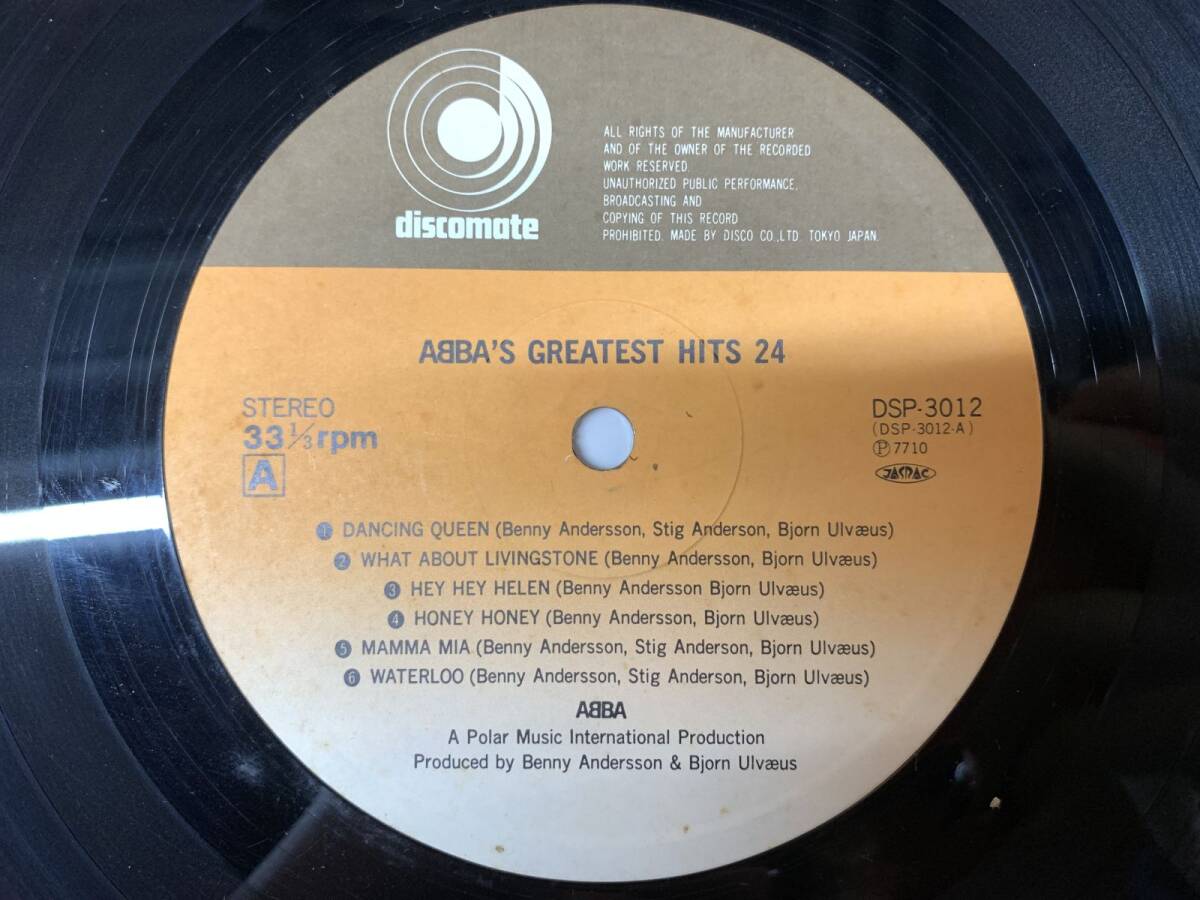 discomate
ALL RIGHTS OF THE MANUFACTURER
AND OF THE OWNER OF THE RECORDED
WORK RESERVED.
UNAUTHORIZED PUBLIC PERFORMANCE,
BROADCASTING AND
COPYING OF THIS RECORD
PROHIBITED. MADE BY DISCO CO.,LTD. TOKYO JAPAN.
ABBA'S GREATEST HITS 24
STEREO
33 1/3 rpm
A
DSP-3012
(DSP-3012-A)
Ⓟ7710
JASRAC
1 DANCING QUEEN (Benny Andersson, Stig Anderson, Bjorn Ulvæus)
2 WHAT ABOUT LIVINGSTONE (Benny Andersson, Bjorn Ulvæus)
3 HEY HEY HELEN (Benny Andersson Bjorn Ulvæus)
4 HONEY HONEY (Benny Andersson, Bjorn Ulvæus)
5 MAMMA MIA (Benny Andersson, Stig Anderson, Bjorn Ulvæus)
6 WATERLOO (Benny Andersson, Stig Anderson, Bjorn Ulvæus)
ABBA
A Polar Music International Production
Produced by Benny Andersson & Bjorn Ulvæus